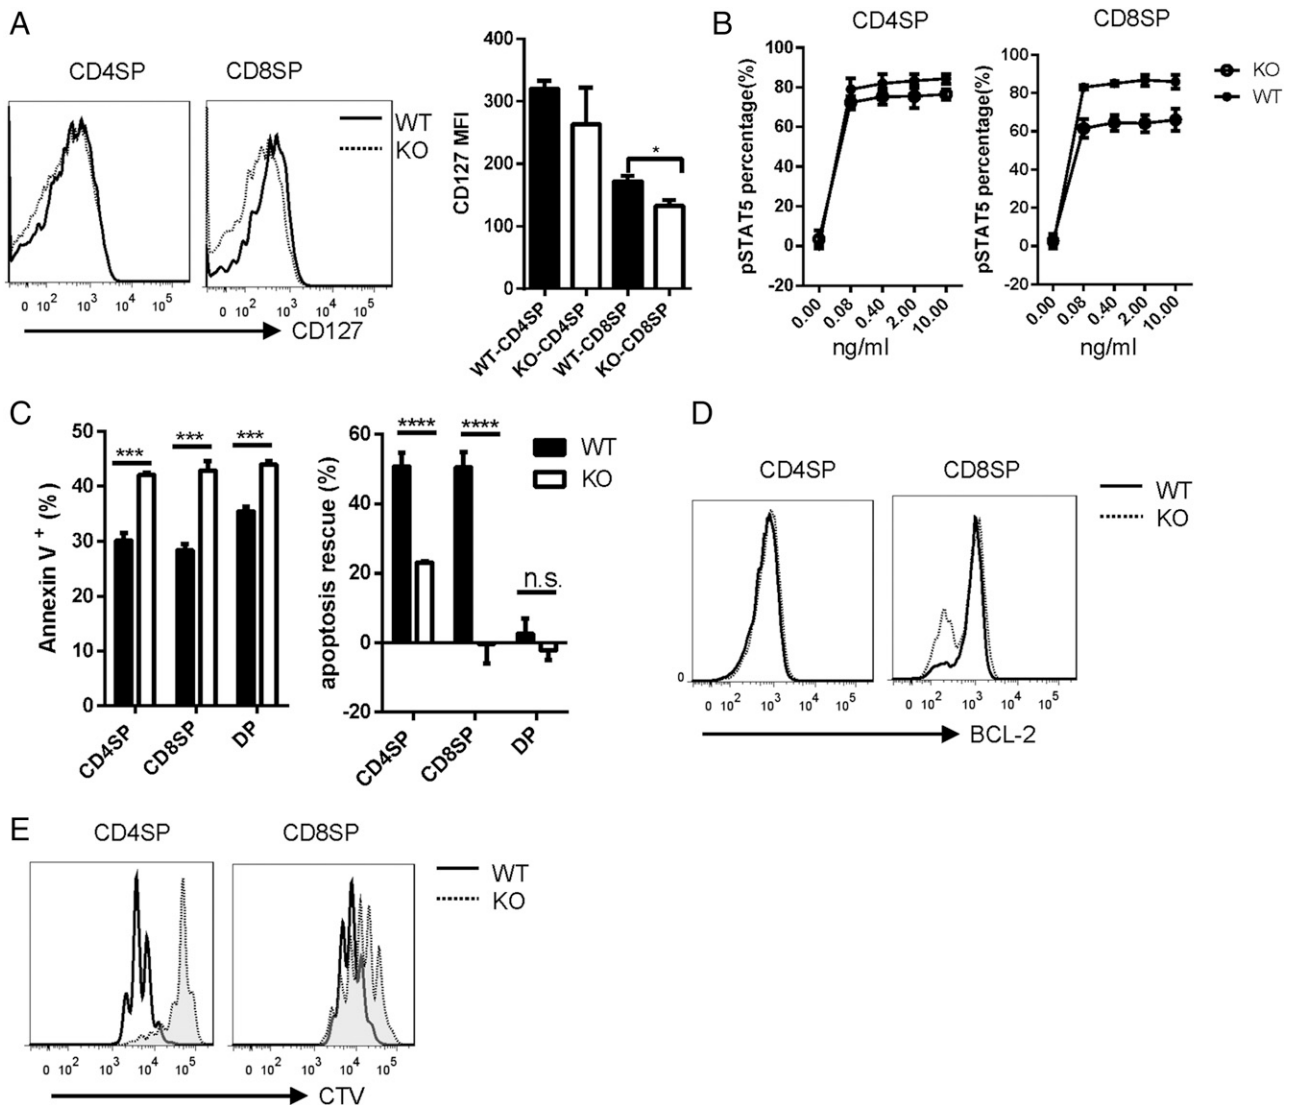 A
CD4SP
CD8SP
WT
KO
0 10² 10³ 10⁴ 10⁵
0 10² 10³ 10⁴ 10⁵
CD127
CD127 MFI
400
300
200
100
0
*
WT-CD4SP
KO-CD4SP
WT-CD8SP
KO-CD8SP
B
CD4SP
CD8SP
pSTAT5 percentage(%)
100
80
60
40
20
0
-20
0.00
0.08
0.40
2.00
10.00
ng/ml
pSTAT5 percentage(%)
100
80
60
40
20
0
-20
0.00
0.08
0.40
2.00
10.00
ng/ml
KO
WT
C
Annexin V + (%)
50
40
30
20
10
0
***
***
***
CD4SP
CD8SP
DP
apoptosis rescue (%)
60
40
20
0
-20
****
****
n.s.
CD4SP
CD8SP
DP
WT
KO
D
CD4SP
CD8SP
WT
KO
0
0 10² 10³ 10⁴ 10⁵
0 10² 10³ 10⁴ 10⁵
BCL-2
E
CD4SP
CD8SP
WT
KO
0 10² 10³ 10⁴ 10⁵
0 10² 10³ 10⁴ 10⁵
CTV